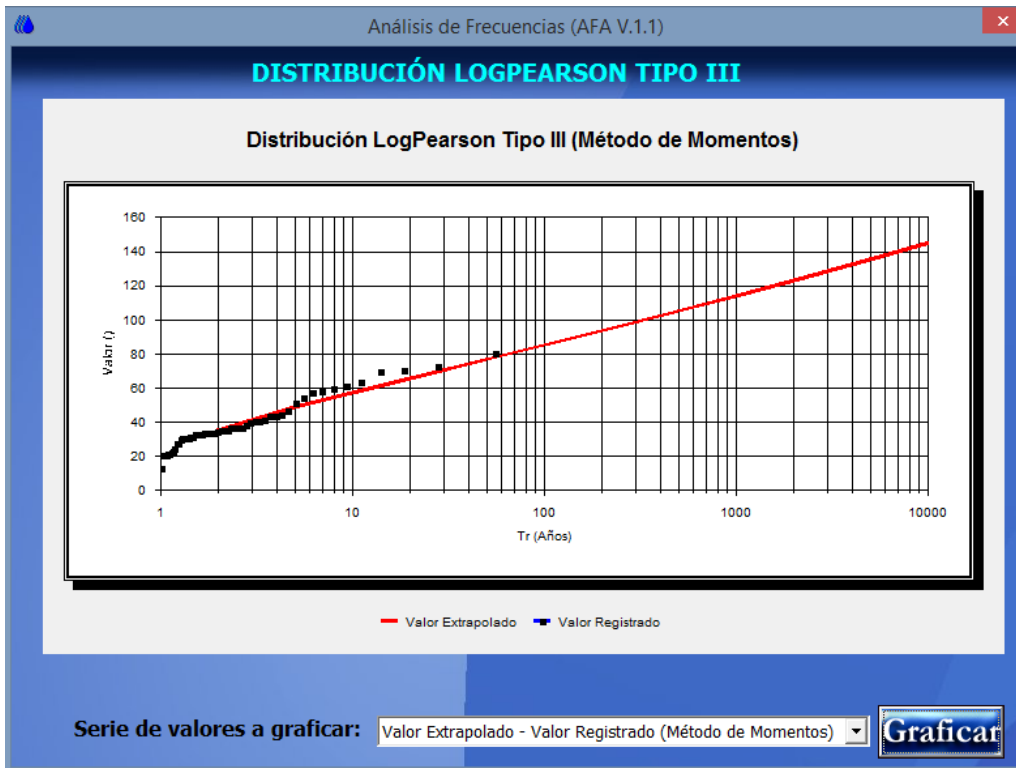 Análisis de Frecuencias (AFA V.1.1)
DISTRIBUCIÓN LOGPEARSON TIPO III
Distribución LogPearson Tipo III (Método de Momentos)
160
140
120
100
80
60
40
20
0
Valor ()
1 10 100 1000 10000
Tr (Años)
Valor Extrapolado Valor Registrado
Serie de valores a graficar: Valor Extrapolado - Valor Registrado (Método de Momentos) Graficar